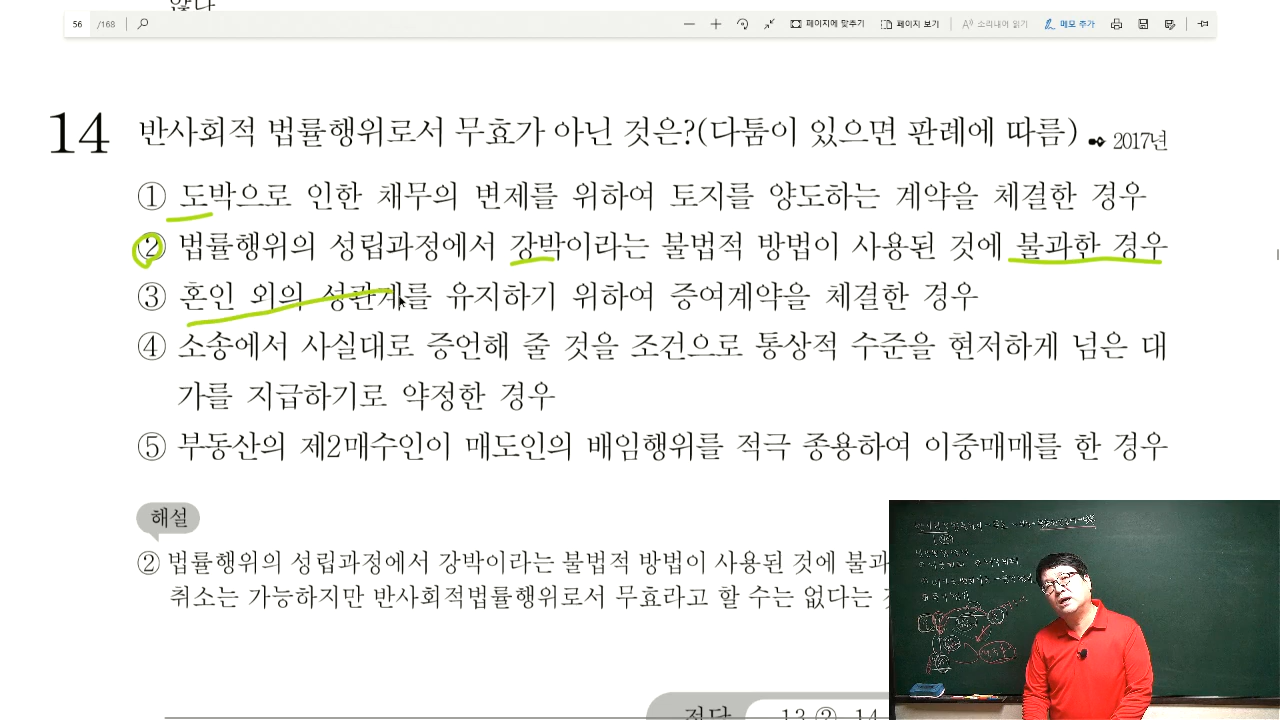 않나
56 /168 페이지에 맞추기 페이지 보기 소리내어 읽기 메모 추가
14 반사회적 법률행위로서 무효가 아닌 것은?(다툼이 있으면 판례에 따름) 2017년
① 도박으로 인한 채무의 변제를 위하여 토지를 양도하는 계약을 체결한 경우
② 법률행위의 성립과정에서 강박이라는 불법적 방법이 사용된 것에 불과한 경우
③ 혼인 외의 성관계를 유지하기 위하여 증여계약을 체결한 경우
④ 소송에서 사실대로 증언해 줄 것을 조건으로 통상적 수준을 현저하게 넘은 대
가를 지급하기로 약정한 경우
⑤ 부동산의 제2매수인이 매도인의 배임행위를 적극 종용하여 이중매매를 한 경우
해설
② 법률행위의 성립과정에서 강박이라는 불법적 방법이 사용된 것에 불과
취소는 가능하지만 반사회적법률행위로서 무효라고 할 수는 없다는
정답 13 ② 14